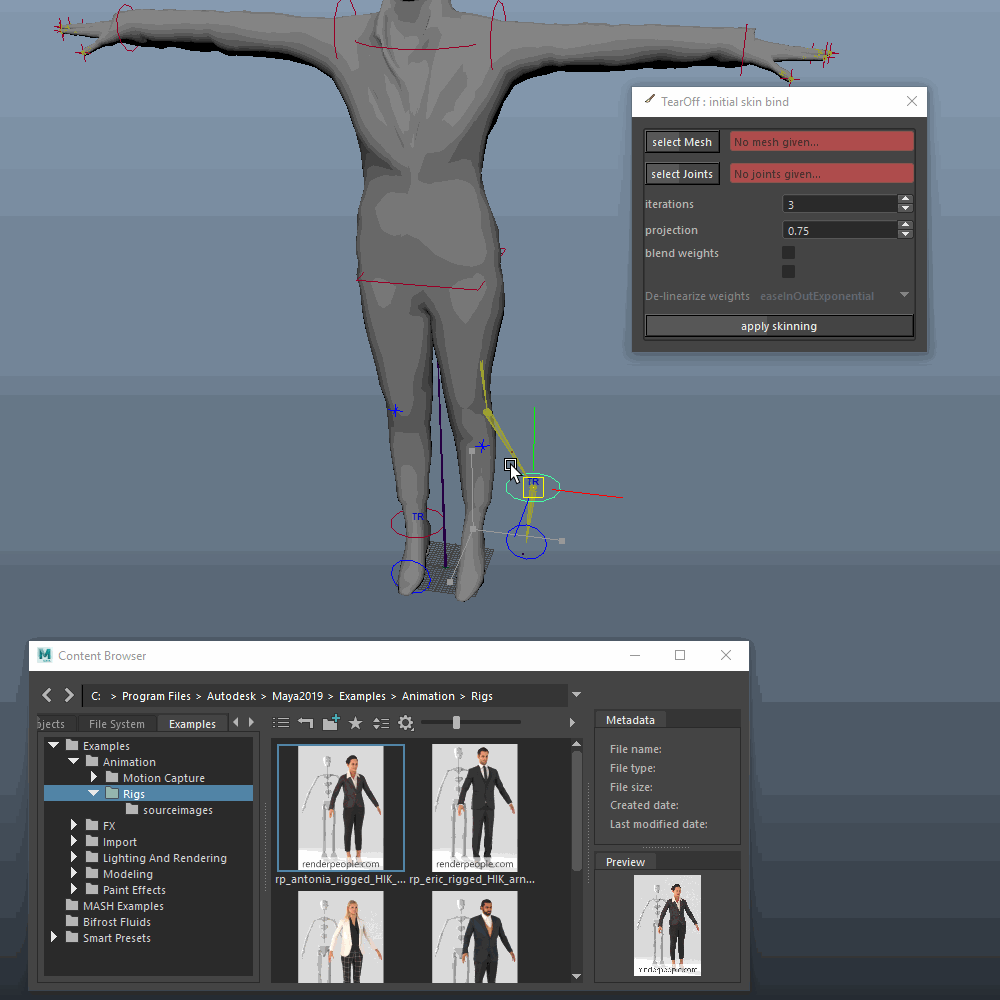 TearOff : initial skin bind
select Mesh No mesh given...
select Joints No joints given...
iterations 3
projection 0.75
blend weights
De-linearize weights easeInOutExponential
apply skinning
TR
TR
Content Browser
C: > Program Files > Autodesk > Maya2019 > Examples > Animation > Rigs
jects File System Examples
Examples
Animation
Motion Capture
Rigs
sourceimages
FX
Import
Lighting And Rendering
Modeling
Paint Effects
MASH Examples
Bifrost Fluids
Smart Presets
renderpeople.com renderpeople.com
rp_antonia_rigged_HIK_... rp_eric_rigged_HIK_arn...
Metadata
File name:
File type:
File size:
Created date:
Last modified date:
Preview
renderpeople.com